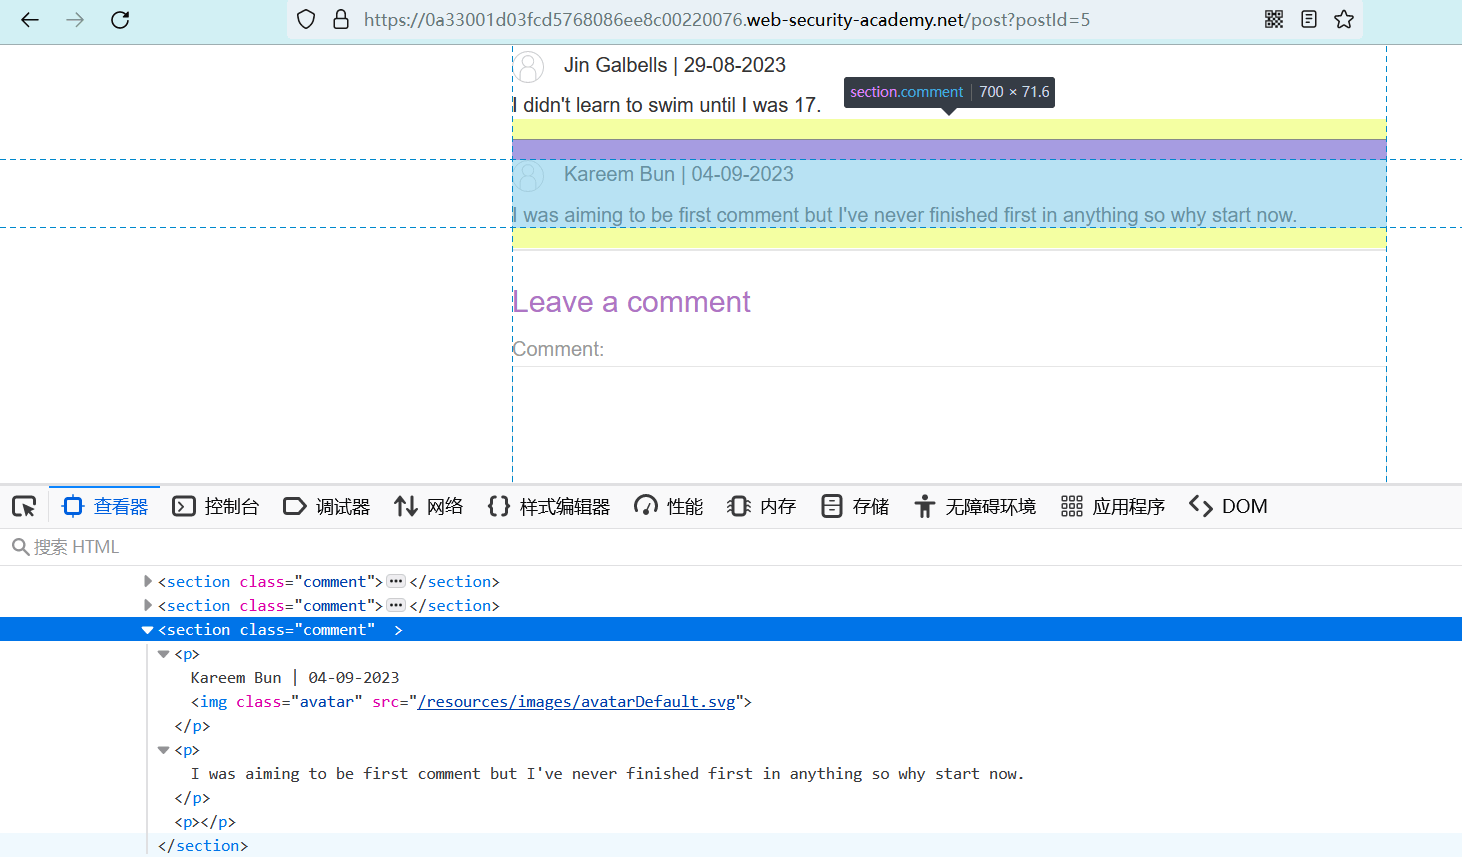 https://0a33001d03fcd5768086ee8c00220076.web-security-academy.net/post?postId=5
Jin Galbells | 29-08-2023
section.comment | 700 × 71.6
I didn't learn to swim until I was 17.
Kareem Bun | 04-09-2023
I was aiming to be first comment but I've never finished first in anything so why start now.
Leave a comment
Comment:
查看器 控制台 调试器 网络 样式编辑器 性能 内存 存储 无障碍环境 应用程序 DOM
搜索 HTML
<section class="comment">···</section>
<section class="comment">···</section>
<section class="comment" >
<p>
Kareem Bun | 04-09-2023
<img class="avatar" src="/resources/images/avatarDefault.svg">
</p>
<p>
I was aiming to be first comment but I've never finished first in anything so why start now.
</p>
<p></p>
</section>